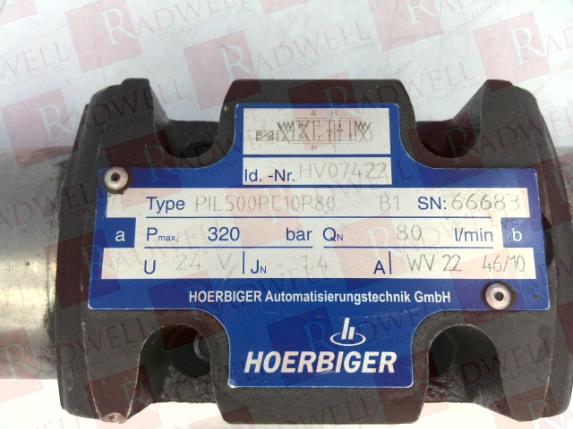 A B
P T
Id. -Nr. HV07422
Type PIL500PE10R80 B1 SN: 66683
a Pmax. 320 bar QN 80 l/min b
U 24 V JN 1.4 A WV 22 46/10
HOERBIGER Automatisierungstechnik GmbH
HOERBIGER
RADWELL